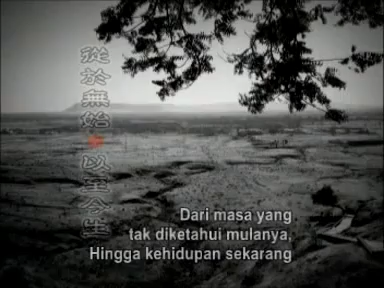 從於無始 以至今生
Dari masa yang
tak diketahui mulanya,
Hingga kehidupan sekarang